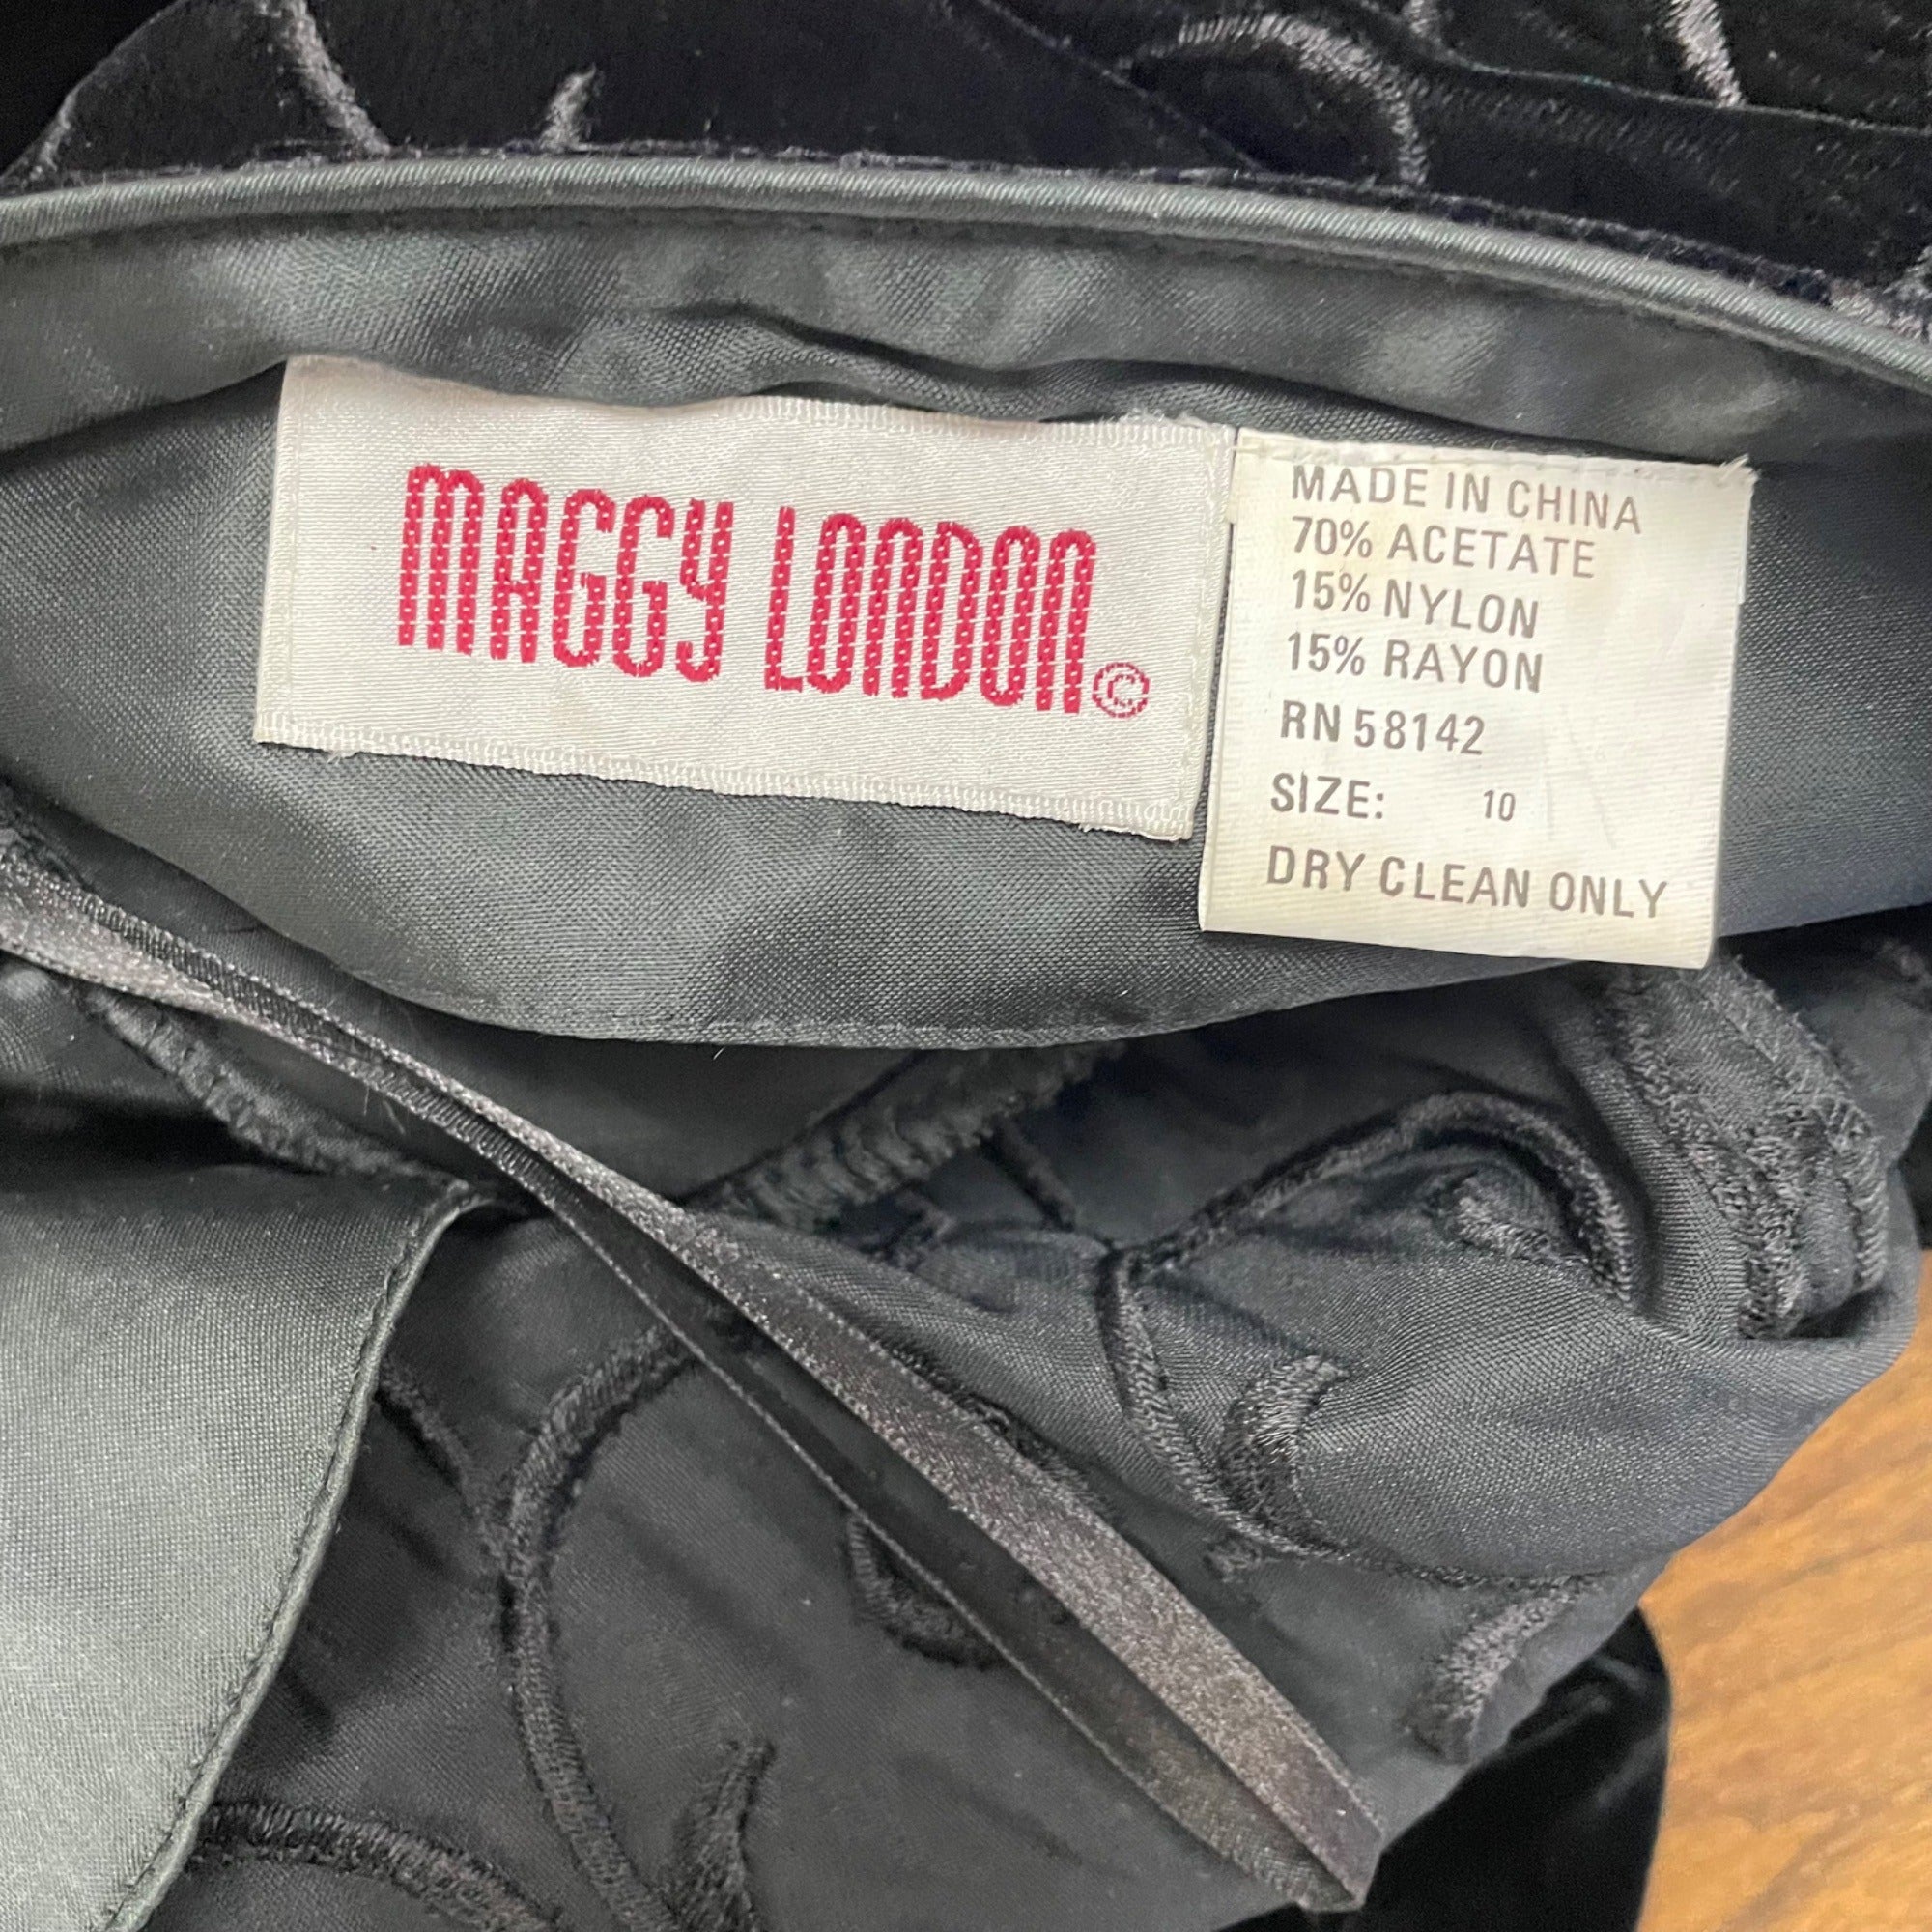 MAGGY LONDON ©
MADE IN CHINA
70% ACETATE
15% NYLON
15% RAYON
RN 58142
SIZE: 10
DRY CLEAN ONLY